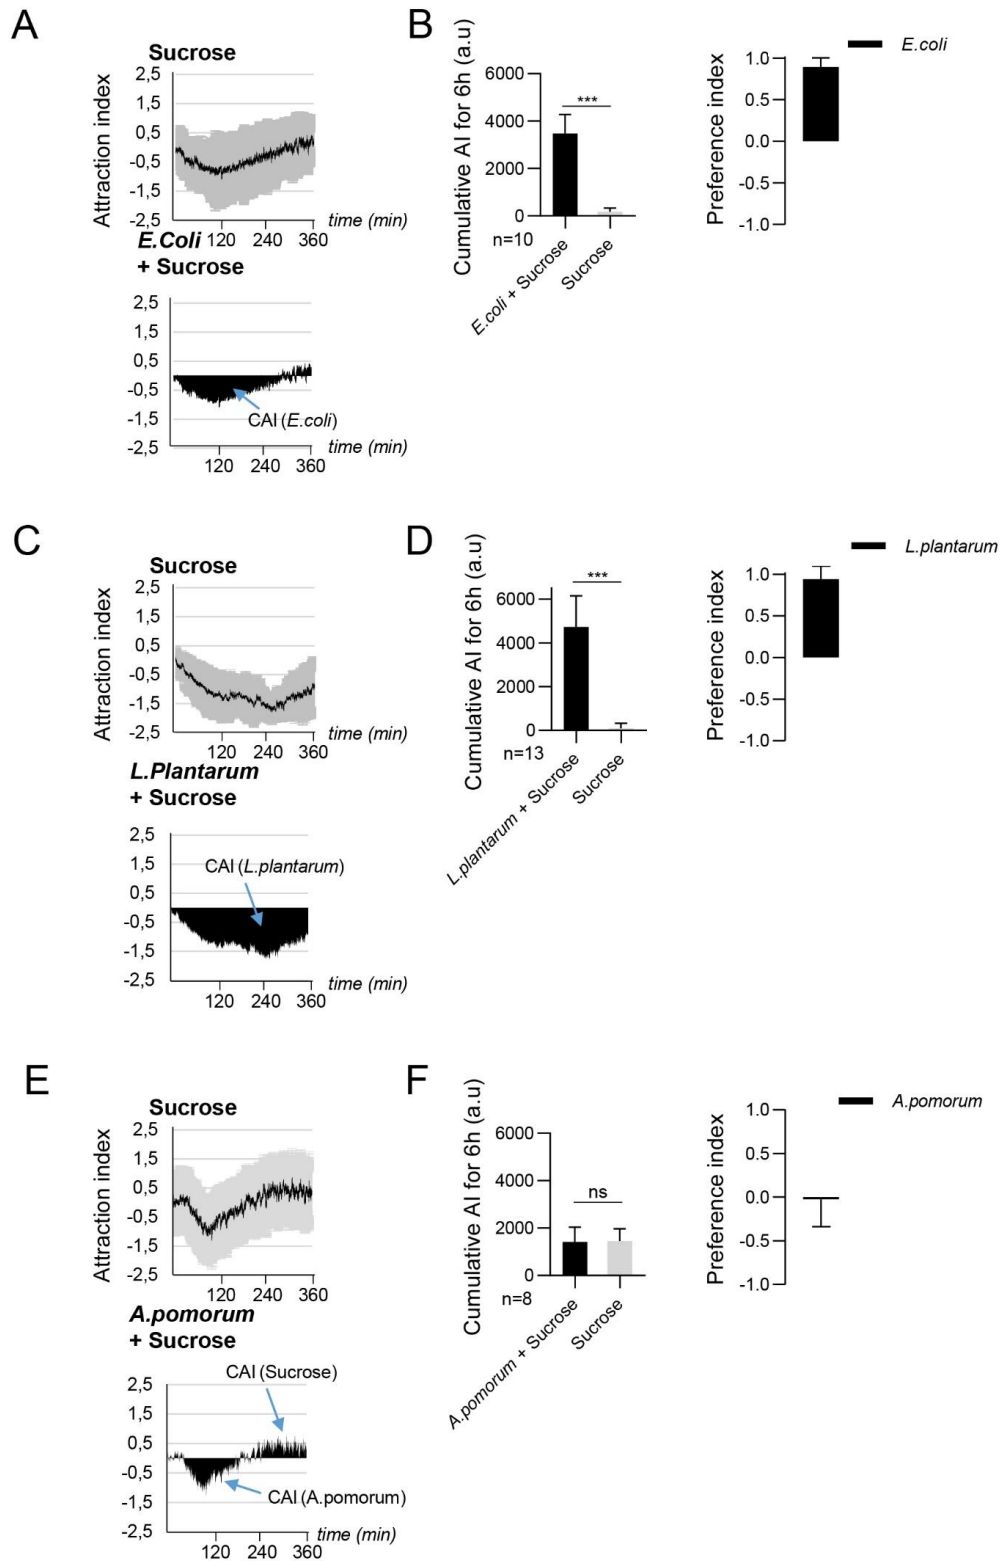 A
Sucrose
Attraction index
2,5
1,5
0,5
-0,5
-1,5
-2,5
120
240
360
time (min)
E.Coli
+ Sucrose
2,5
1,5
0,5
-0,5
-1,5
-2,5
CAI (E.coli)
120
240
360
time (min)
B
Cumulative AI for 6h (a.u)
6000
4000
2000
0
***
n=10
E.coli + Sucrose
Sucrose
E.coli
Preference index
1.0
0.5
0.0
-0.5
-1.0
C
Sucrose
Attraction index
2,5
1,5
0,5
-0,5
-1,5
-2,5
120
240
360
time (min)
L.Plantarum
+ Sucrose
2,5
1,5
0,5
-0,5
-1,5
-2,5
CAI (L.plantarum)
120
240
360
time (min)
D
Cumulative AI for 6h (a.u)
6000
4000
2000
0
***
n=13
L.plantarum + Sucrose
Sucrose
L.plantarum
Preference index
1.0
0.5
0.0
-0.5
-1.0
E
Sucrose
Attraction index
2,5
1,5
0,5
-0,5
-1,5
-2,5
120
240
360
time (min)
A.pomorum
+ Sucrose
CAI (Sucrose)
2,5
1,5
0,5
-0,5
-1,5
-2,5
CAI (A.pomorum)
120
240
360
time (min)
F
Cumulative AI for 6h (a.u)
6000
4000
2000
0
ns
n=8
A.pomorum + Sucrose
Sucrose
A.pomorum
Preference index
1.0
0.5
0.0
-0.5
-1.0